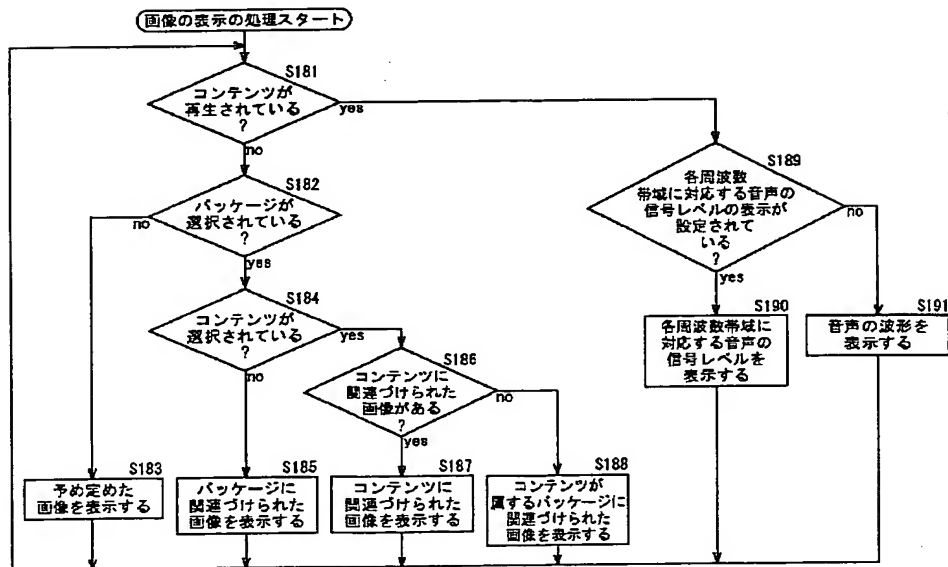 画像の表示の処理スタート
S181
コンテンツが
再生されている
?
yes
no
S182
パッケージが
選択されている
?
no
yes
S184
コンテンツが
選択されている
?
yes
no
S186
コンテンツに
関連づけられた
画像がある
?
no
yes
S183
予め定めた
画像を表示する
S185
パッケージに
関連づけられた
画像を表示する
S187
コンテンツに
関連づけられた
画像を表示する
S188
コンテンツが
属するパッケージに
関連づけられた
画像を表示する
S189
各周波数
帯域に対応する音声の
信号レベルの表示が
設定されて
いる
?
no
yes
S190
各周波数帯域に
対応する音声の
信号レベルを
表示する
S191
音声の波形を
表示する